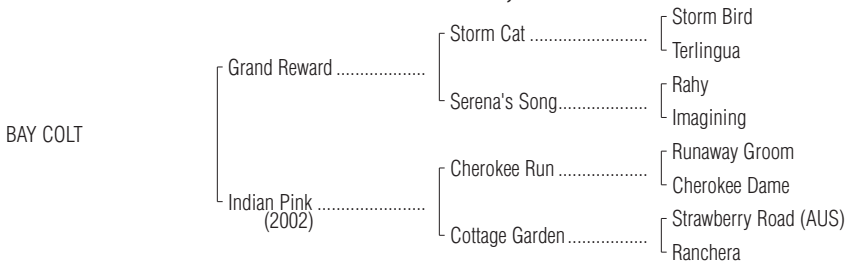 Storm Bird
Storm Cat ........................
Terlingua
Grand Reward ..................
Rahy
Serena's Song..................
Imagining
BAY COLT
Runaway Groom
Cherokee Run ..................
Cherokee Dame
Indian Pink ......................
(2002)
Strawberry Road (AUS)
Cottage Garden.................
Ranchera